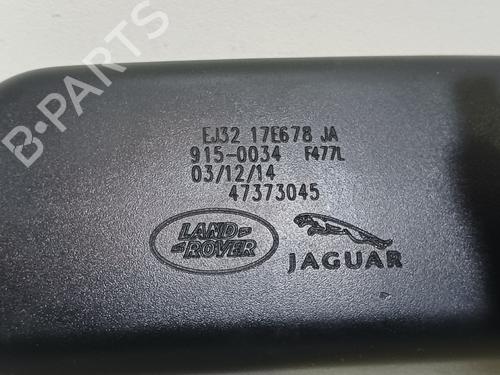 B-PARTS
EJ32 17E678 JA
915-0034 F477L
03/12/14
47373045
LAND-
-ROVER
JAGUAR